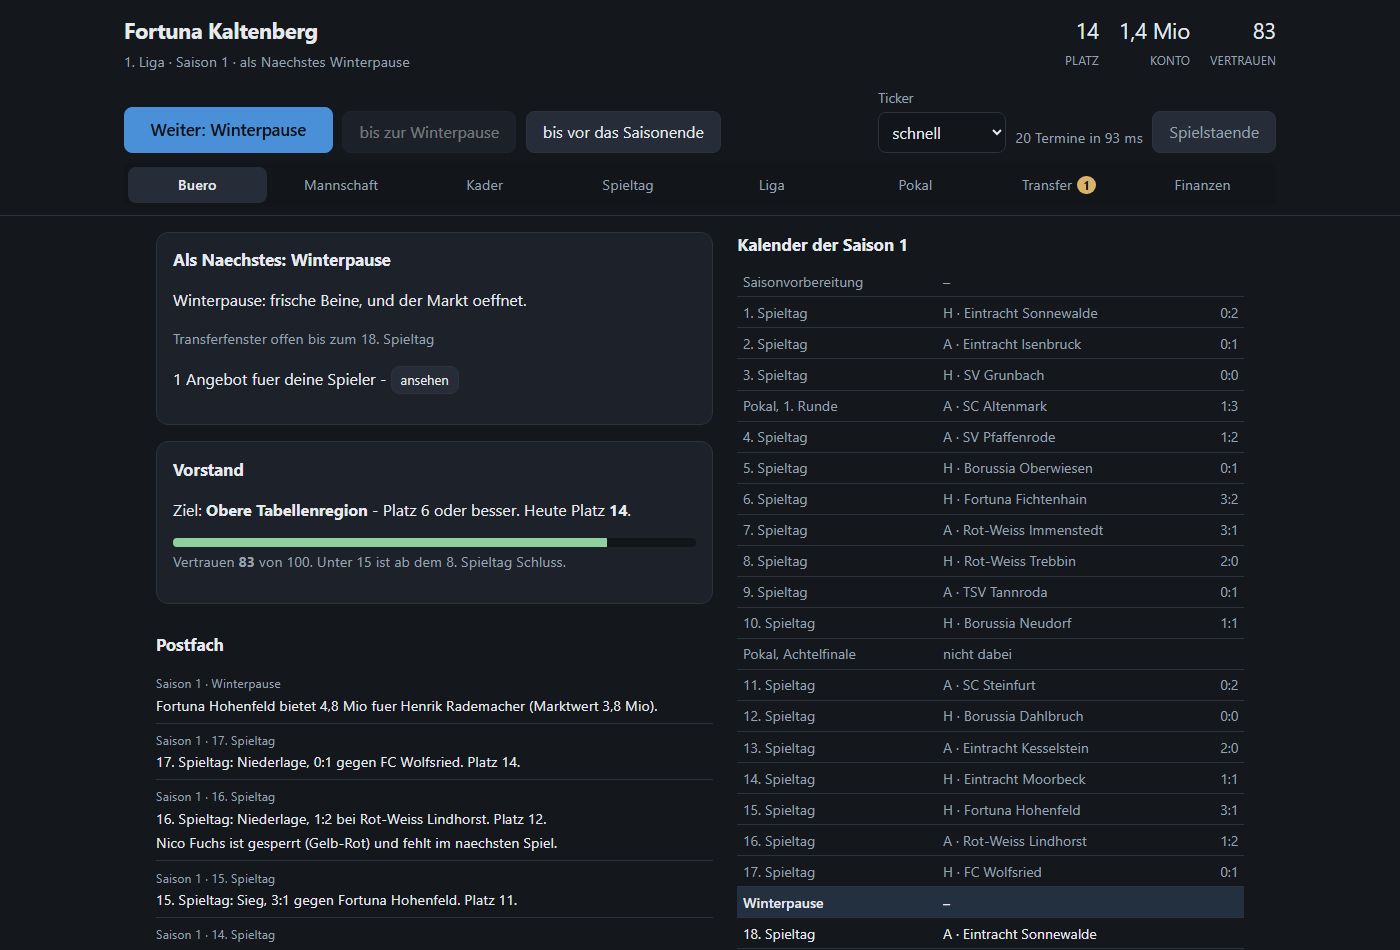 Fortuna Kaltenberg
1. Liga · Saison 1 · als Naechstes Winterpause
14 1,4 Mio 83
PLATZ KONTO VERTRAUEN
Weiter: Winterpause
bis zur Winterpause
bis vor das Saisonende
Ticker
schnell
20 Termine in 93 ms
Spielstaende
Buero Mannschaft Kader Spieltag Liga Pokal Transfer 1 Finanzen
Als Naechstes: Winterpause
Winterpause: frische Beine, und der Markt oeffnet.
Transferfenster offen bis zum 18. Spieltag
1 Angebot fuer deine Spieler - ansehen
Vorstand
Ziel: Obere Tabellenregion - Platz 6 oder besser. Heute Platz 14.
Vertrauen 83 von 100. Unter 15 ist ab dem 8. Spieltag Schluss.
Postfach
Saison 1 · Winterpause
Fortuna Hohenfeld bietet 4,8 Mio fuer Henrik Rademacher (Marktwert 3,8 Mio).
Saison 1 · 17. Spieltag
17. Spieltag: Niederlage, 0:1 gegen FC Wolfsried. Platz 14.
Saison 1 · 16. Spieltag
16. Spieltag: Niederlage, 1:2 bei Rot-Weiss Lindhorst. Platz 12.
Nico Fuchs ist gesperrt (Gelb-Rot) und fehlt im naechsten Spiel.
Saison 1 · 15. Spieltag
15. Spieltag: Sieg, 3:1 gegen Fortuna Hohenfeld. Platz 11.
Saison 1 · 14. Spieltag
Kalender der Saison 1
Saisonvorbereitung –
1. Spieltag H · Eintracht Sonnewalde 0:2
2. Spieltag A · Eintracht Isenbruck 0:1
3. Spieltag H · SV Grunbach 0:0
Pokal, 1. Runde A · SC Altenmark 1:3
4. Spieltag A · SV Pfaffenrode 1:2
5. Spieltag H · Borussia Oberwiesen 0:1
6. Spieltag H · Fortuna Fichtenhain 3:2
7. Spieltag A · Rot-Weiss Immenstedt 3:1
8. Spieltag H · Rot-Weiss Trebbin 2:0
9. Spieltag A · TSV Tannroda 0:1
10. Spieltag H · Borussia Neudorf 1:1
Pokal, Achtelfinale nicht dabei
11. Spieltag A · SC Steinfurt 0:2
12. Spieltag H · Borussia Dahlbruch 0:0
13. Spieltag A · Eintracht Kesselstein 2:0
14. Spieltag H · Eintracht Moorbeck 1:1
15. Spieltag H · Fortuna Hohenfeld 3:1
16. Spieltag A · Rot-Weiss Lindhorst 1:2
17. Spieltag H · FC Wolfsried 0:1
Winterpause –
18. Spieltag A · Eintracht Sonnewalde